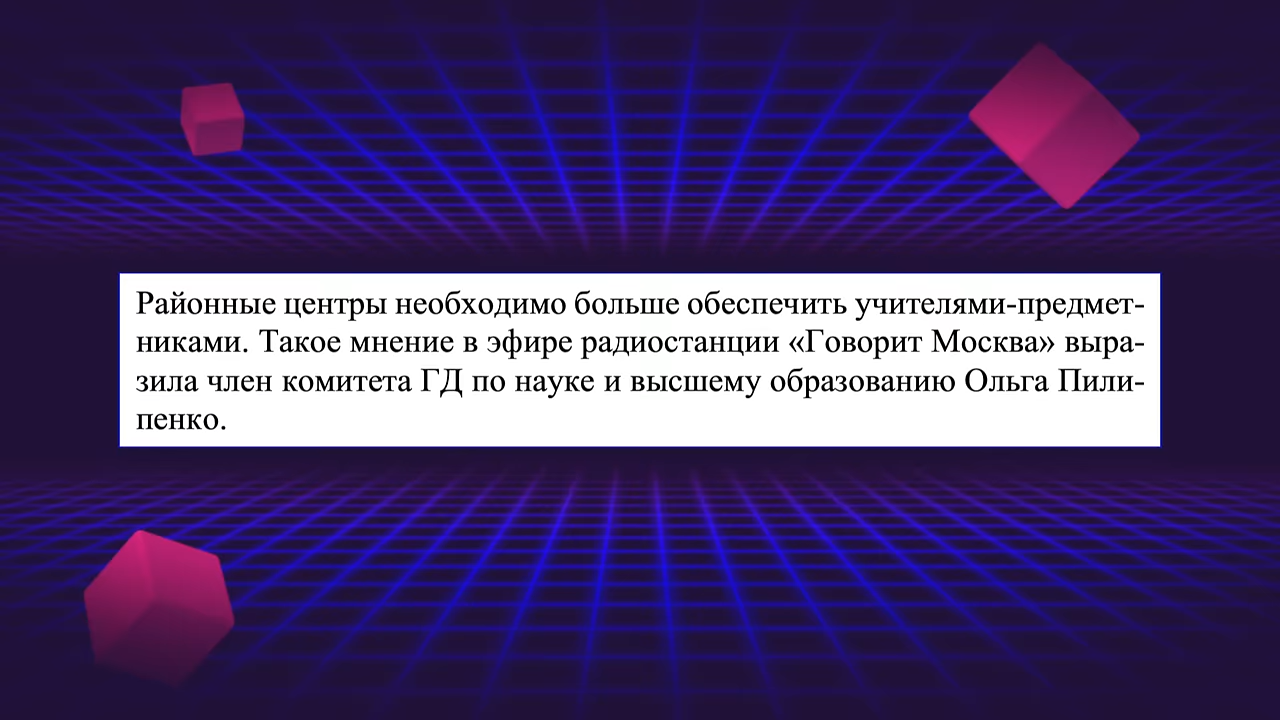 Районные центры необходимо больше обеспечить учителями-предмет-
никами. Такое мнение в эфире радиостанции «Говорит Москва» выра-
зила член комитета ГД по науке и высшему образованию Ольга Пили-
пенко.